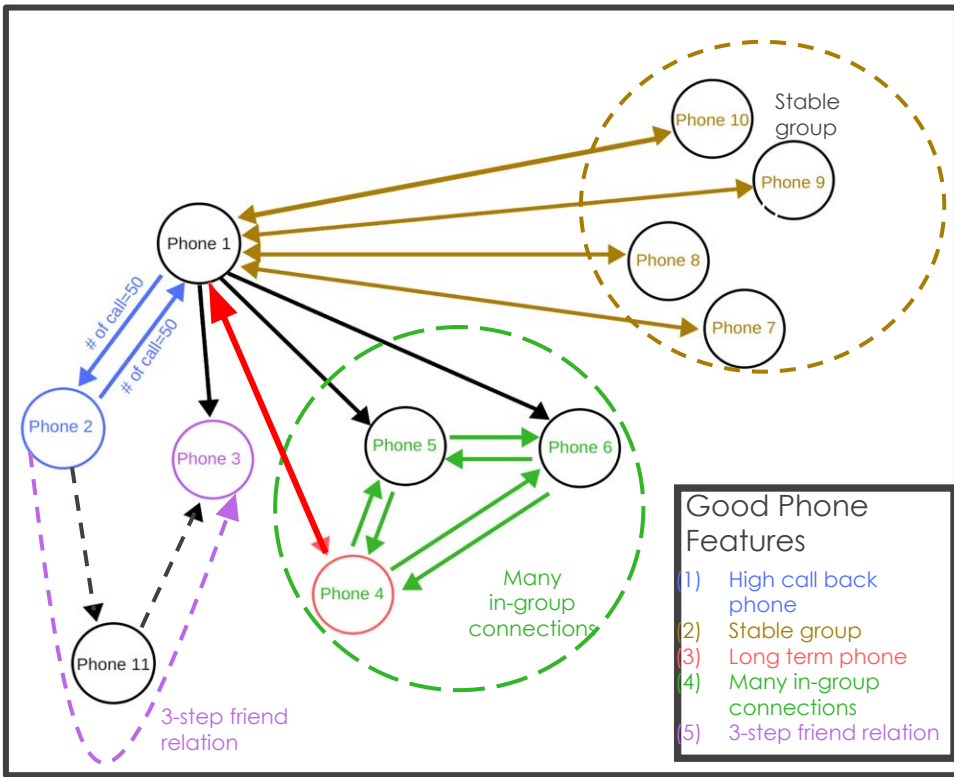 Phone 10
Stable
group
Phone 9
Phone 1
Phone 8
Phone 7
# of call=50
# of call=50
Phone 2
Phone 3
Phone 5
Phone 6
Phone 4
Many
in-group
connections
Phone 11
3-step friend
relation
Good Phone
Features
(1) High call back
phone
(2) Stable group
(3) Long term phone
(4) Many in-group
connections
(5) 3-step friend relation